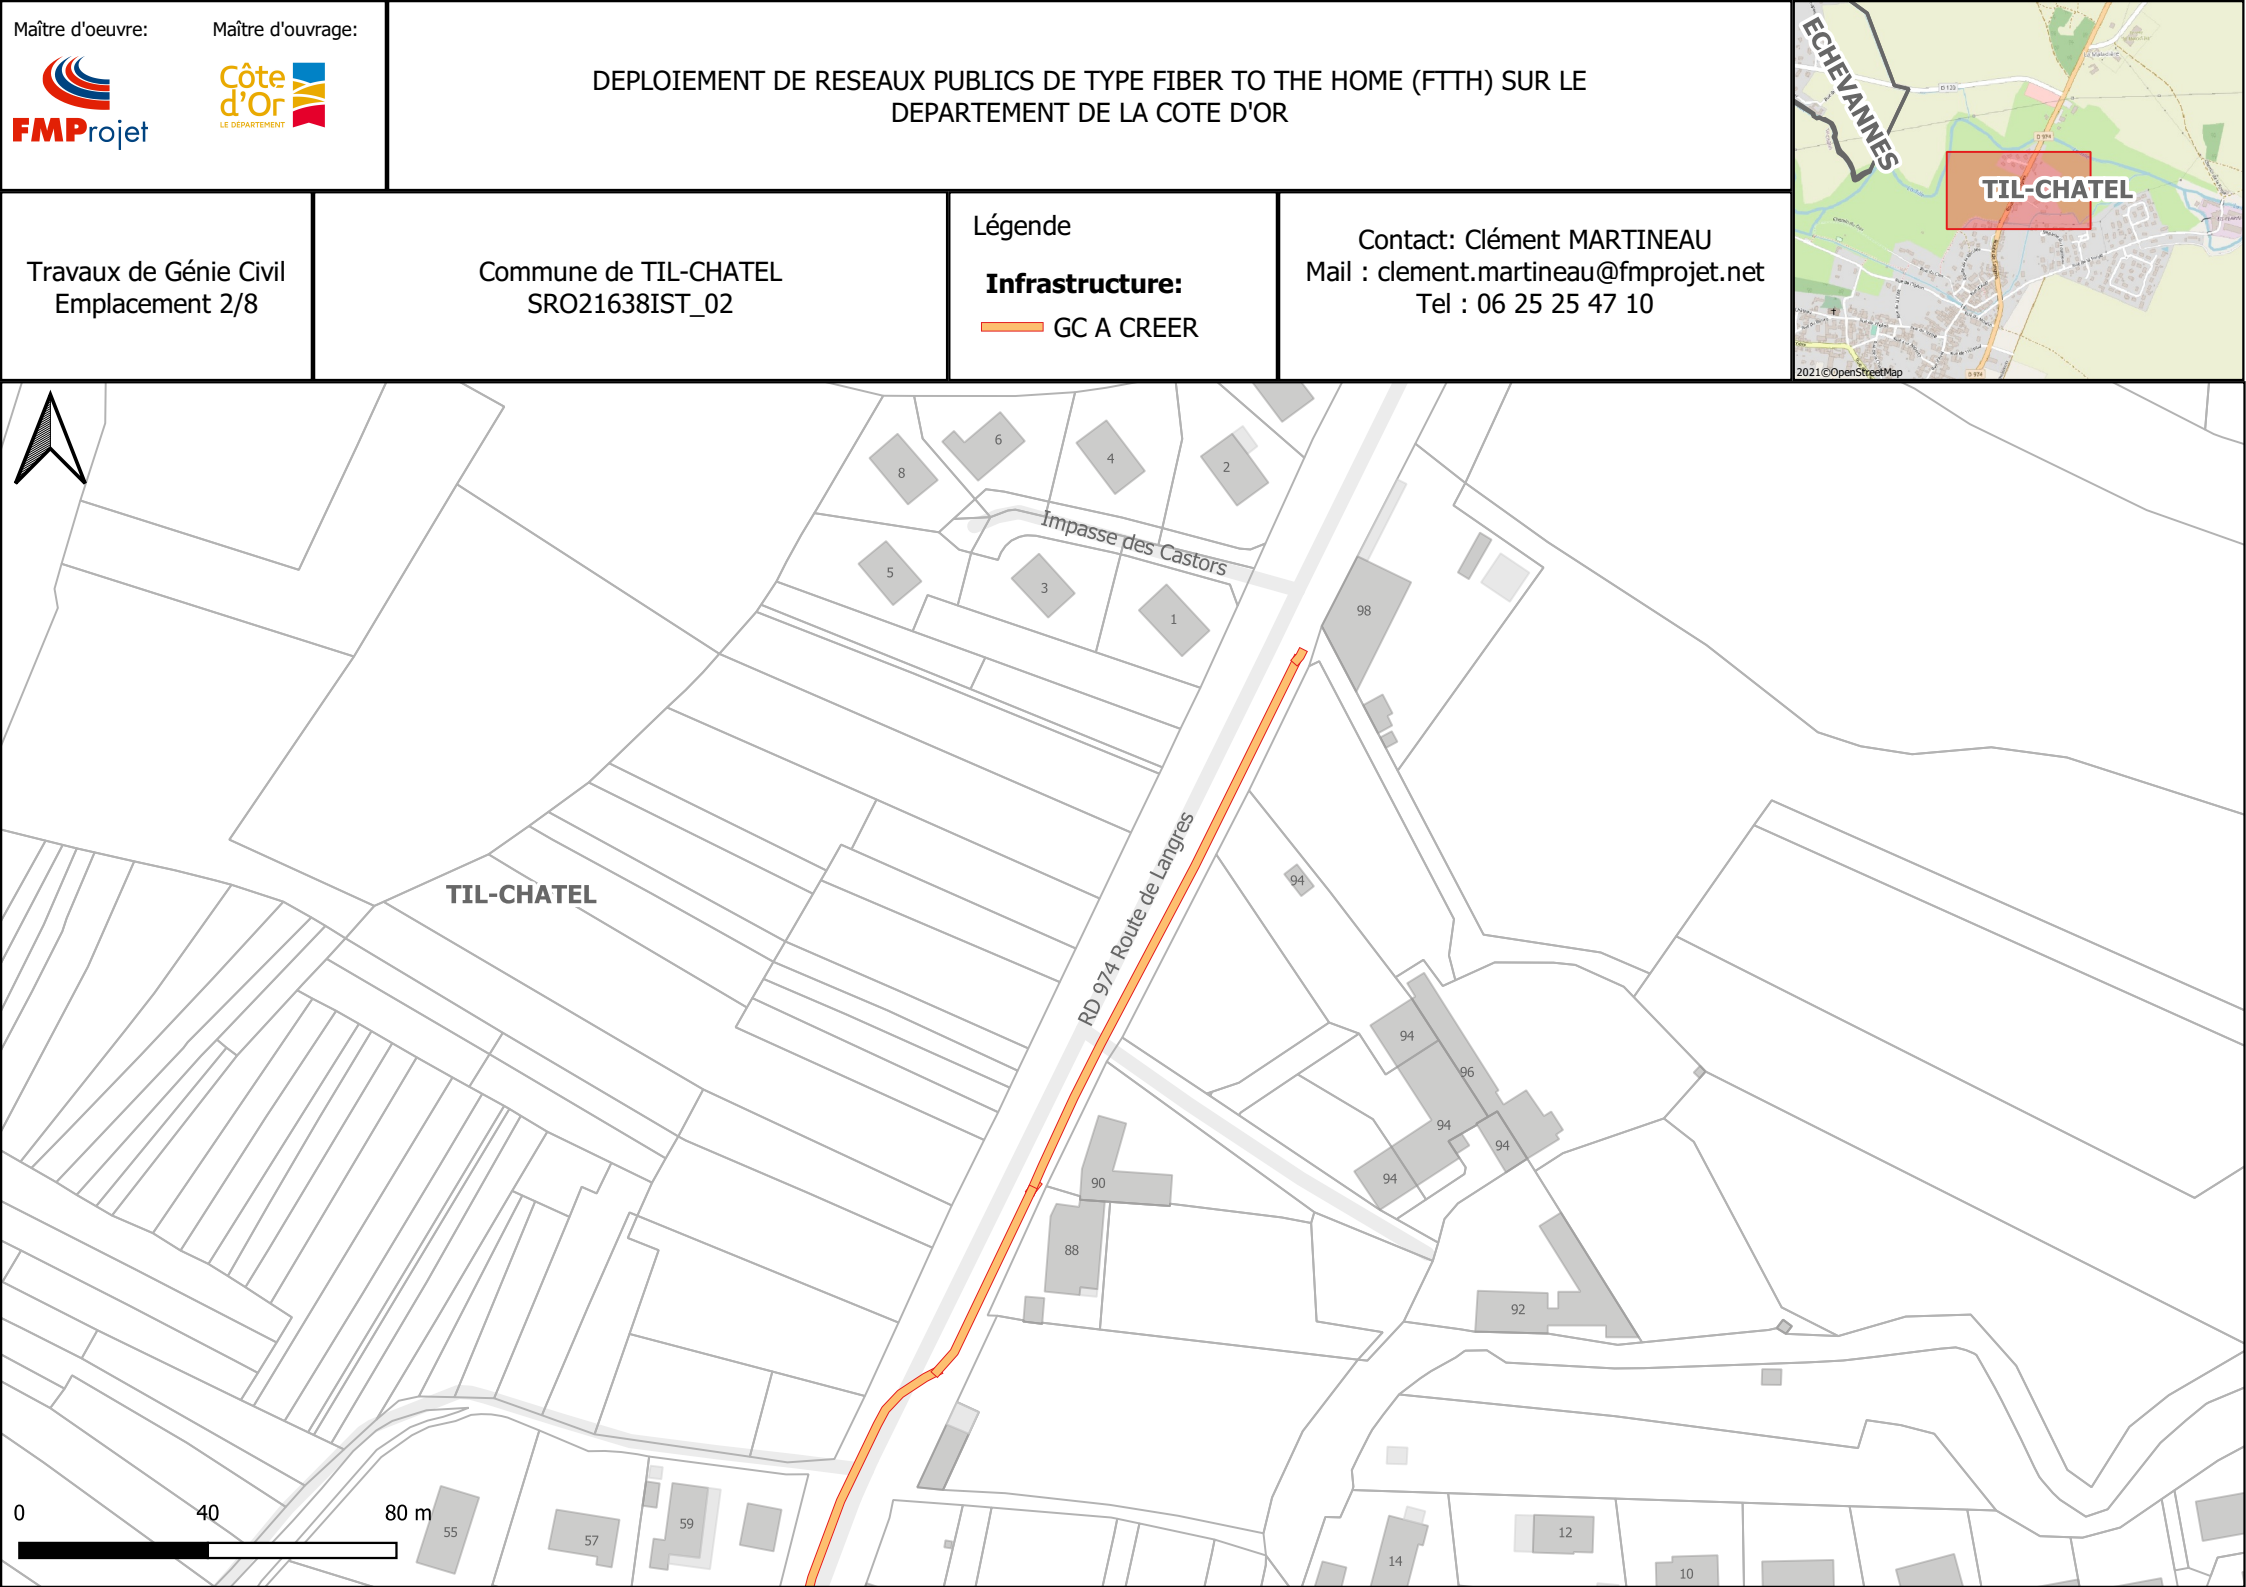 Maître d'oeuvre:
Maître d'ouvrage:
FMProjet
Côte
d'Or
LE DÉPARTEMENT
DEPLOIEMENT DE RESEAUX PUBLICS DE TYPE FIBER TO THE HOME (FTTH) SUR LE
DEPARTEMENT DE LA COTE D'OR
Travaux de Génie Civil
Emplacement 2/8
Commune de TIL-CHATEL
SRO21638IST_02
Légende
Infrastructure:
GC A CREER
Contact: Clément MARTINEAU
Mail : clement.martineau@fmprojet.net
Tel : 06 25 25 47 10
ECHEVANNES
D 120
D 974
TIL-CHATEL
D 974
2021©OpenStreetMap
6
8
4
2
Impasse des Castors
5
3
1
98
RD 974 Route de Langres
94
TIL-CHATEL
94
96
94
94
94
90
88
92
0
40
80 m
55
57
59
12
14
10